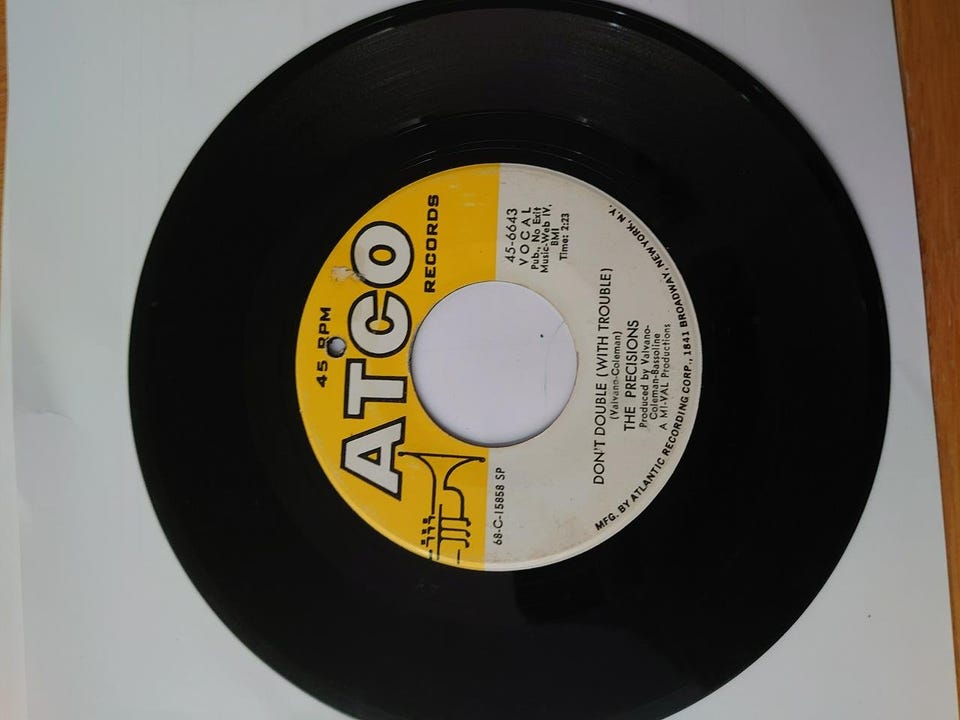 45 RPM
ATCO
RECORDS
45-6643
VOCAL
Pub., No Exit
Music-Web IV,
BMI
Time: 2:23
68-C-15858 SP
DON'T DOUBLE (WITH TROUBLE)
(Valvano-Coleman)
THE PRECISIONS
Produced by Valvano-
Coleman-Bassoline
A MI-VAL Productions
MFG. BY ATLANTIC RECORDING CORP., 1841 BROADWAY, NEW YORK, N.Y.